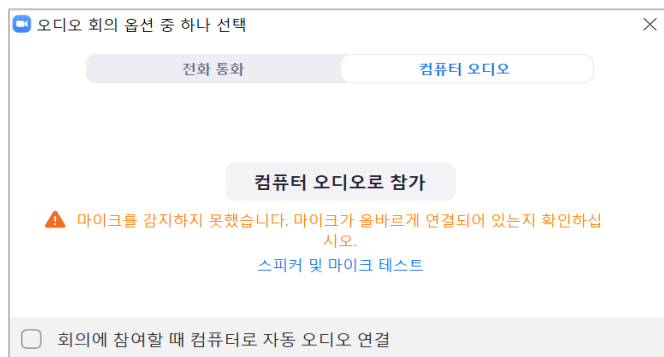 오디오 회의 옵션 중 하나 선택
전화 통화
컴퓨터 오디오
컴퓨터 오디오로 참가
마이크를 감지하지 못했습니다. 마이크가 올바르게 연결되어 있는지 확인하십
시오.
스피커 및 마이크 테스트
회의에 참여할 때 컴퓨터로 자동 오디오 연결